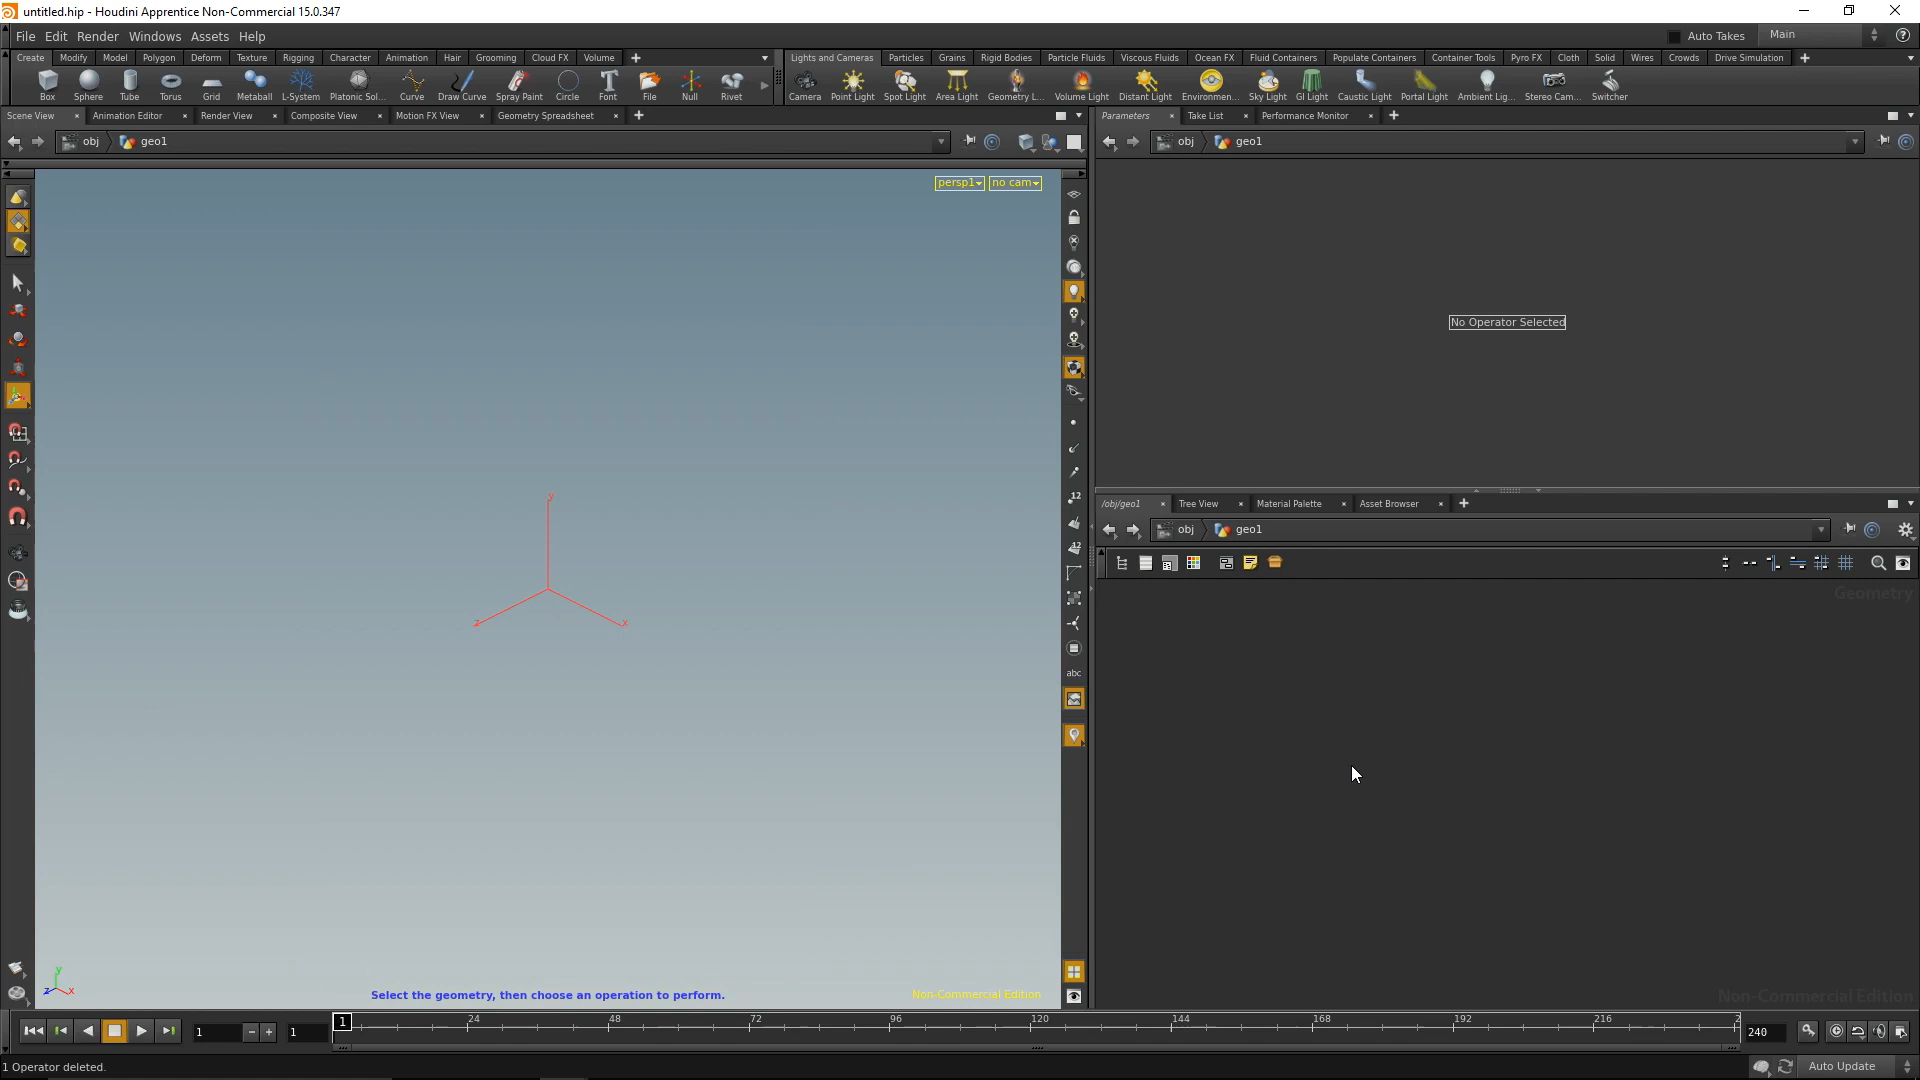 untitled.hip - Houdini Apprentice Non-Commercial 15.0.347
File Edit Render Windows Assets Help
Auto Takes Main
Create Modify Model Polygon Deform Texture Rigging Character Animation Hair Grooming Cloud FX Volume
Lights and Cameras Particles Grains Rigid Bodies Particle Fluids Viscous Fluids Ocean FX Fluid Containers Populate Containers Container Tools Pyro FX Cloth Solid Wires Crowds Drive Simulation
Box Sphere Tube Torus Grid Metaball L-System Platonic Sol... Curve Draw Curve Spray Paint Circle Font File Null Rivet
Camera Point Light Spot Light Area Light Geometry L... Volume Light Distant Light Environmen... Sky Light GI Light Caustic Light Portal Light Ambient Lig... Stereo Cam... Switcher
Scene View Animation Editor Render View Composite View Motion FX View Geometry Spreadsheet
Parameters Take List Performance Monitor
obj geo1
obj geo1
persp1 no cam
No Operator Selected
/obj/geo1 Tree View Material Palette Asset Browser
obj geo1
Geometry
12
12
abc
y
z
x
y
z
x
Select the geometry, then choose an operation to perform.
Non-Commercial Edition
Non-Commercial Edition
1
1
1 24 48 72 96 120 144 168 192 216 2
240
1 Operator deleted.
Auto Update